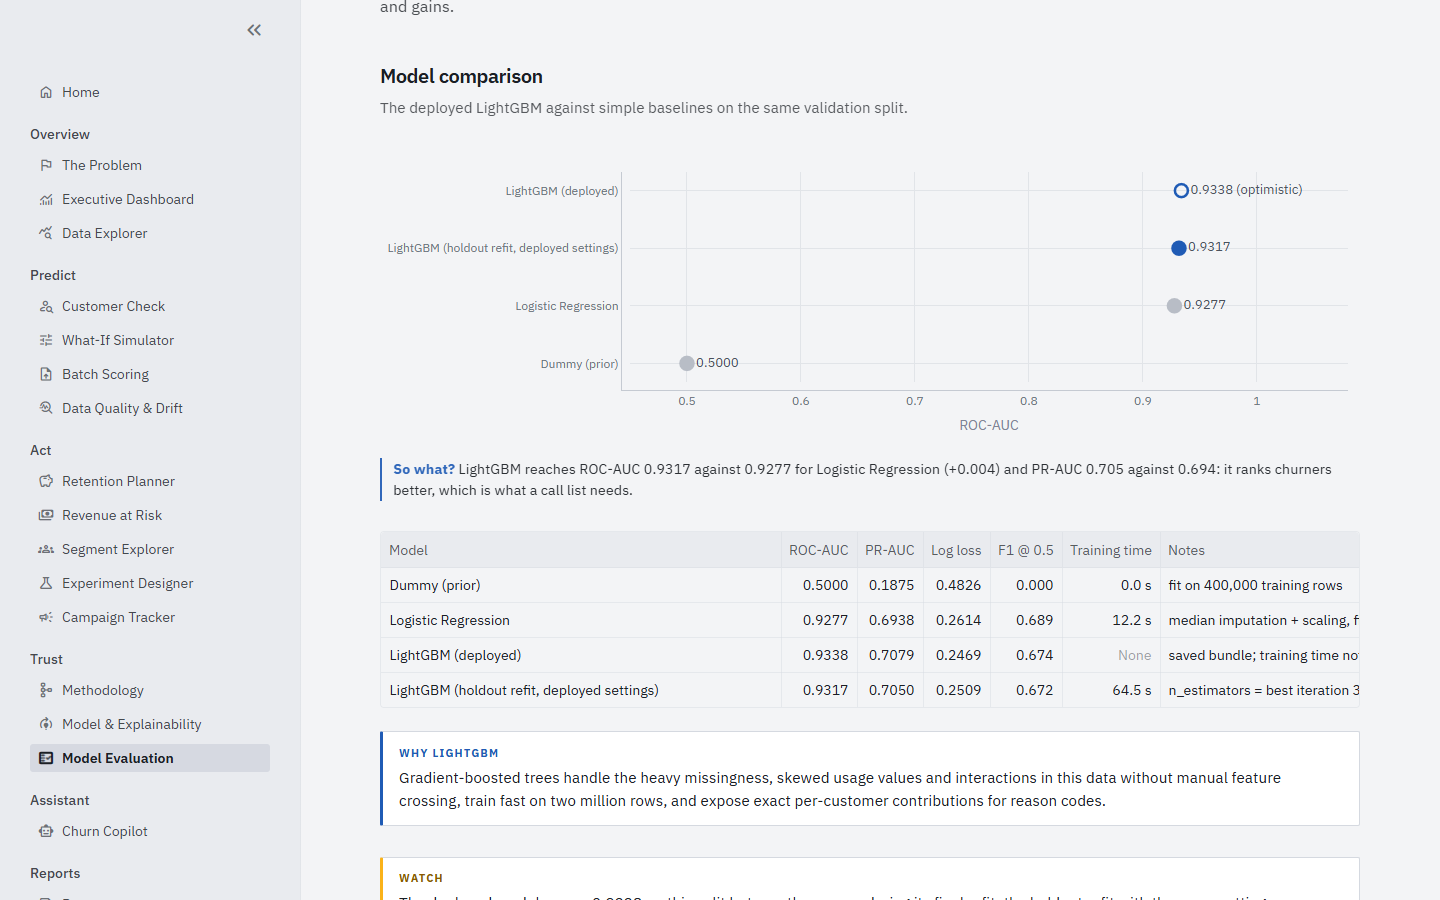 and gains.
Home
Overview
The Problem
Executive Dashboard
Data Explorer
Predict
Customer Check
What-If Simulator
Batch Scoring
Data Quality & Drift
Act
Retention Planner
Revenue at Risk
Segment Explorer
Experiment Designer
Campaign Tracker
Trust
Methodology
Model & Explainability
Model Evaluation
Assistant
Churn Copilot
Reports
Model comparison
The deployed LightGBM against simple baselines on the same validation split.
LightGBM (deployed) 0.9338 (optimistic)
LightGBM (holdout refit, deployed settings) 0.9317
Logistic Regression 0.9277
Dummy (prior) 0.5000
0.5 0.6 0.7 0.8 0.9 1
ROC-AUC
So what? LightGBM reaches ROC-AUC 0.9317 against 0.9277 for Logistic Regression (+0.004) and PR-AUC 0.705 against 0.694: it ranks churners
better, which is what a call list needs.
Model ROC-AUC PR-AUC Log loss F1 @ 0.5 Training time Notes
Dummy (prior) 0.5000 0.1875 0.4826 0.000 0.0 s fit on 400,000 training rows
Logistic Regression 0.9277 0.6938 0.2614 0.689 12.2 s median imputation + scaling, f
LightGBM (deployed) 0.9338 0.7079 0.2469 0.674 None saved bundle; training time no
LightGBM (holdout refit, deployed settings) 0.9317 0.7050 0.2509 0.672 64.5 s n_estimators = best iteration 3
WHY LIGHTGBM
Gradient-boosted trees handle the heavy missingness, skewed usage values and interactions in this data without manual feature
crossing, train fast on two million rows, and expose exact per-customer contributions for reason codes.
WATCH